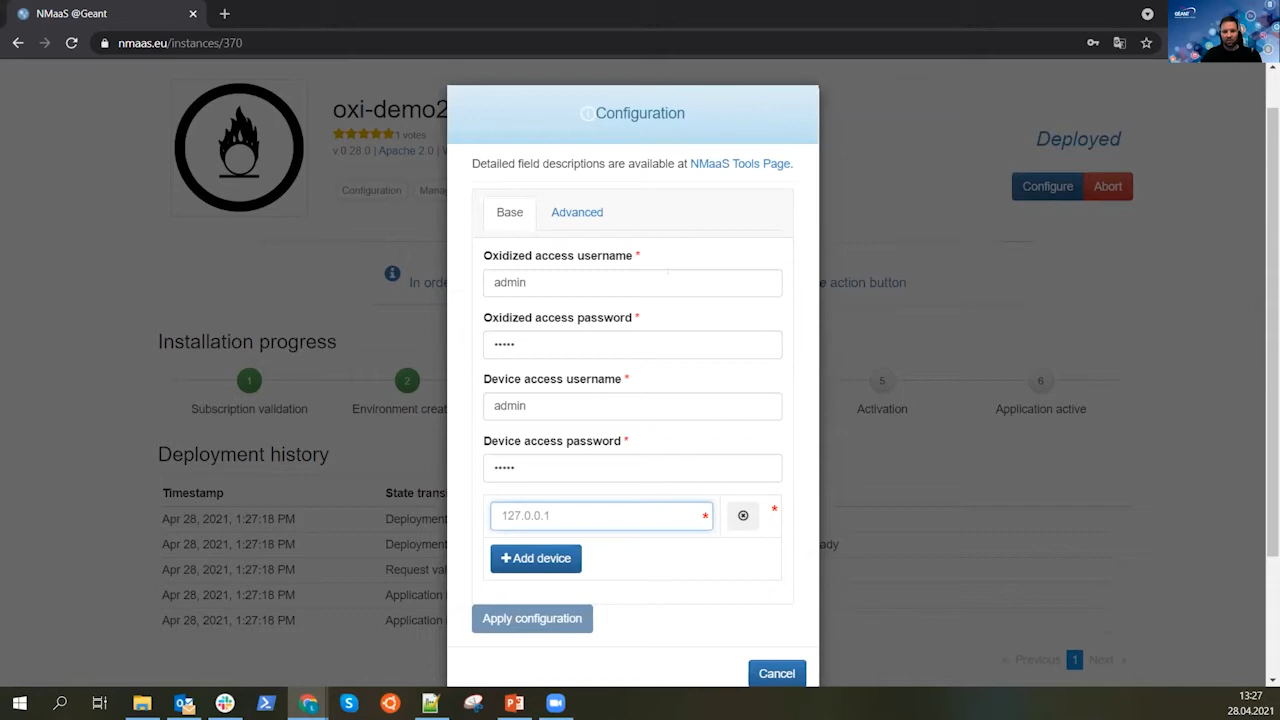 NMaaS @Geant
nmaas.eu/instances/370
GÉANT
oxi-demo2
1 votes
v.0.28.0 | Apache 2.0 |
Configuration
Deployed
Configure
Abort
Configuration
Detailed field descriptions are available at NMaaS Tools Page.
Base
Advanced
Oxidized access username *
admin
Oxidized access password *
•••••
Device access username *
admin
Device access password *
•••••
127.0.0.1
*
*
Add device
Apply configuration
Cancel
In orde
e action button
Installation progress
1
2
5
6
Subscription validation
Environment creat
Activation
Application active
Deployment history
Timestamp
State trans
Apr 28, 2021, 1:27:18 PM
Deployment
Apr 28, 2021, 1:27:18 PM
Deployment
ady
Apr 28, 2021, 1:27:18 PM
Request val
Apr 28, 2021, 1:27:18 PM
Application
Apr 28, 2021, 1:27:18 PM
Application
« Previous 1 Next »
13:27
28.04.2021